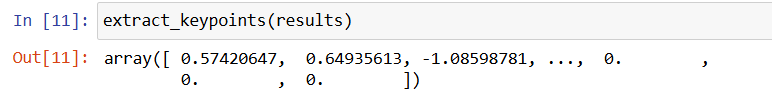 In [11]: extract_keypoints(results)
Out[11]: array([ 0.57420647,  0.64935613, -1.08598781, ...,  0.        ,
        0.        ,  0.        ])